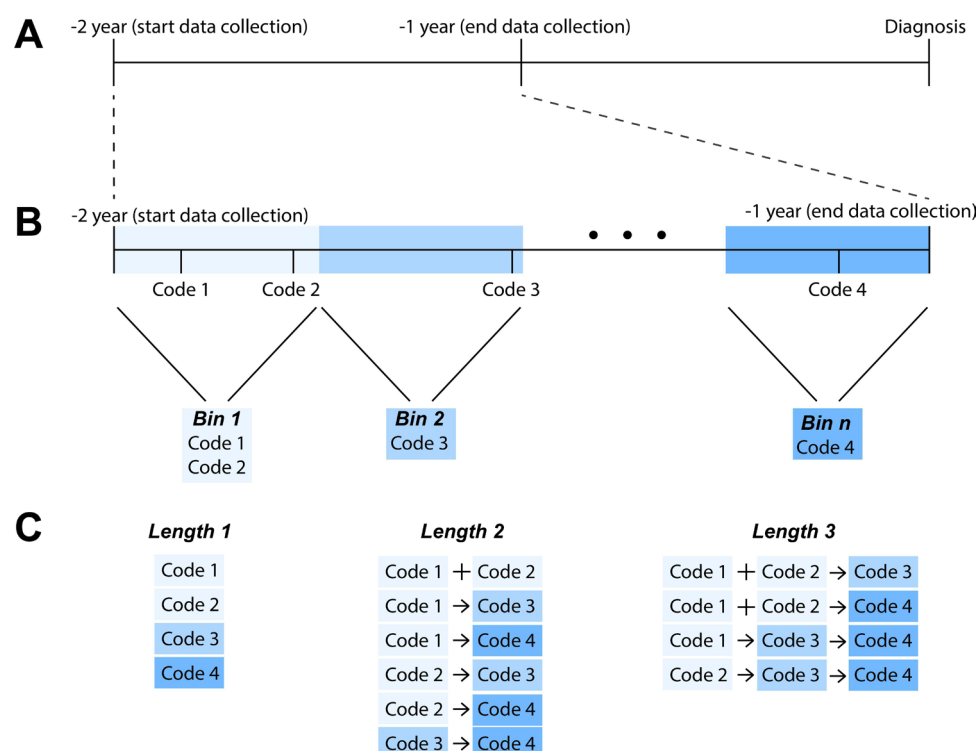 A
-2 year (start data collection)
-1 year (end data collection)
Diagnosis
B
-2 year (start data collection)
-1 year (end data collection)
Code 1
Code 2
Code 3
Code 4
Bin 1
Code 1
Code 2
Bin 2
Code 3
Bin n
Code 4
C
Length 1
Code 1
Code 2
Code 3
Code 4
Length 2
Code 1 + Code 2
Code 1 → Code 3
Code 1 → Code 4
Code 2 → Code 3
Code 2 → Code 4
Code 3 → Code 4
Length 3
Code 1 + Code 2 → Code 3
Code 1 + Code 2 → Code 4
Code 1 → Code 3 → Code 4
Code 2 → Code 3 → Code 4